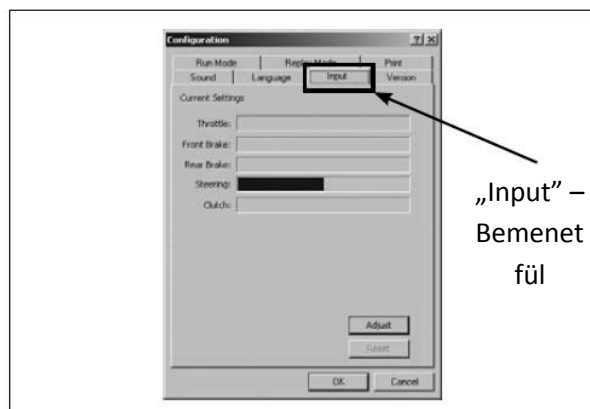 Configuration
Run Mode Replay Mode Print
Sound Language Input Version
Current Settings
Throttle:
Front Brake:
Rear Brake:
Steering:
Clutch:
Adjust
Reset
OK Cancel
„Input” –
Bemenet
fül